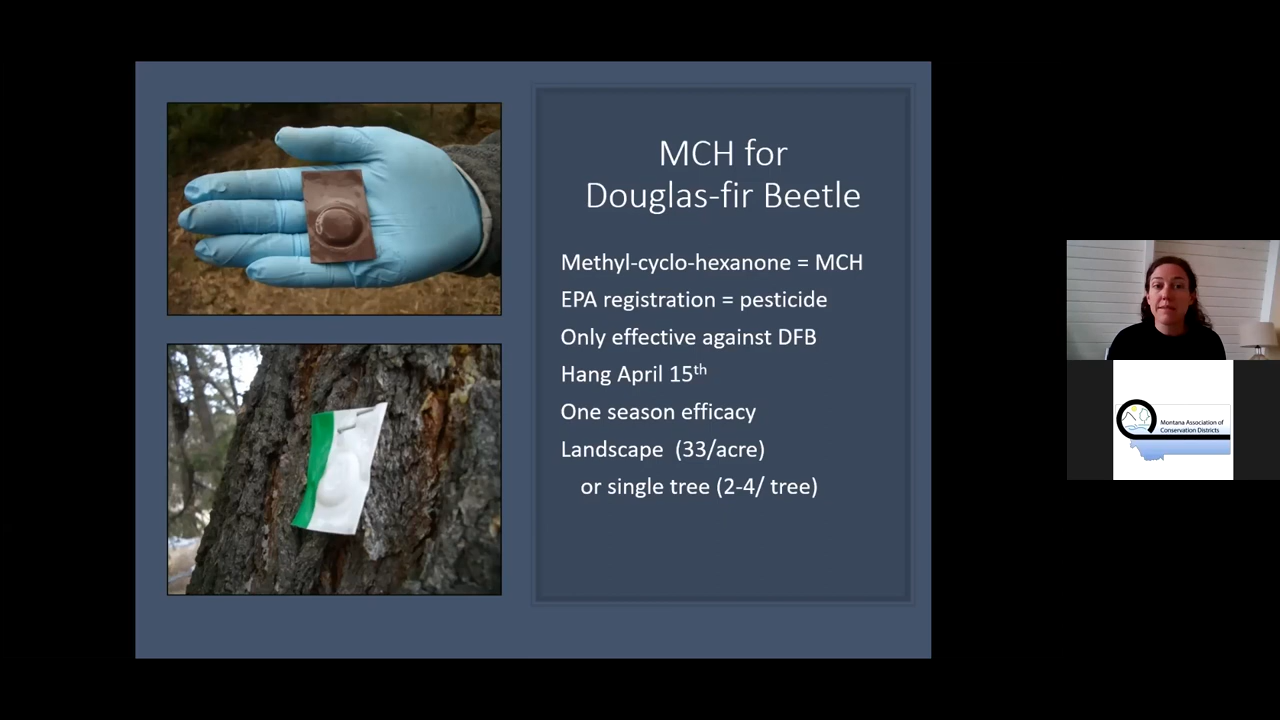 MCH for
Douglas-fir Beetle
Methyl-cyclo-hexanone = MCH
EPA registration = pesticide
Only effective against DFB
Hang April 15th
One season efficacy
Landscape (33/acre)
or single tree (2-4/ tree)
Montana Association of
Conservation Districts